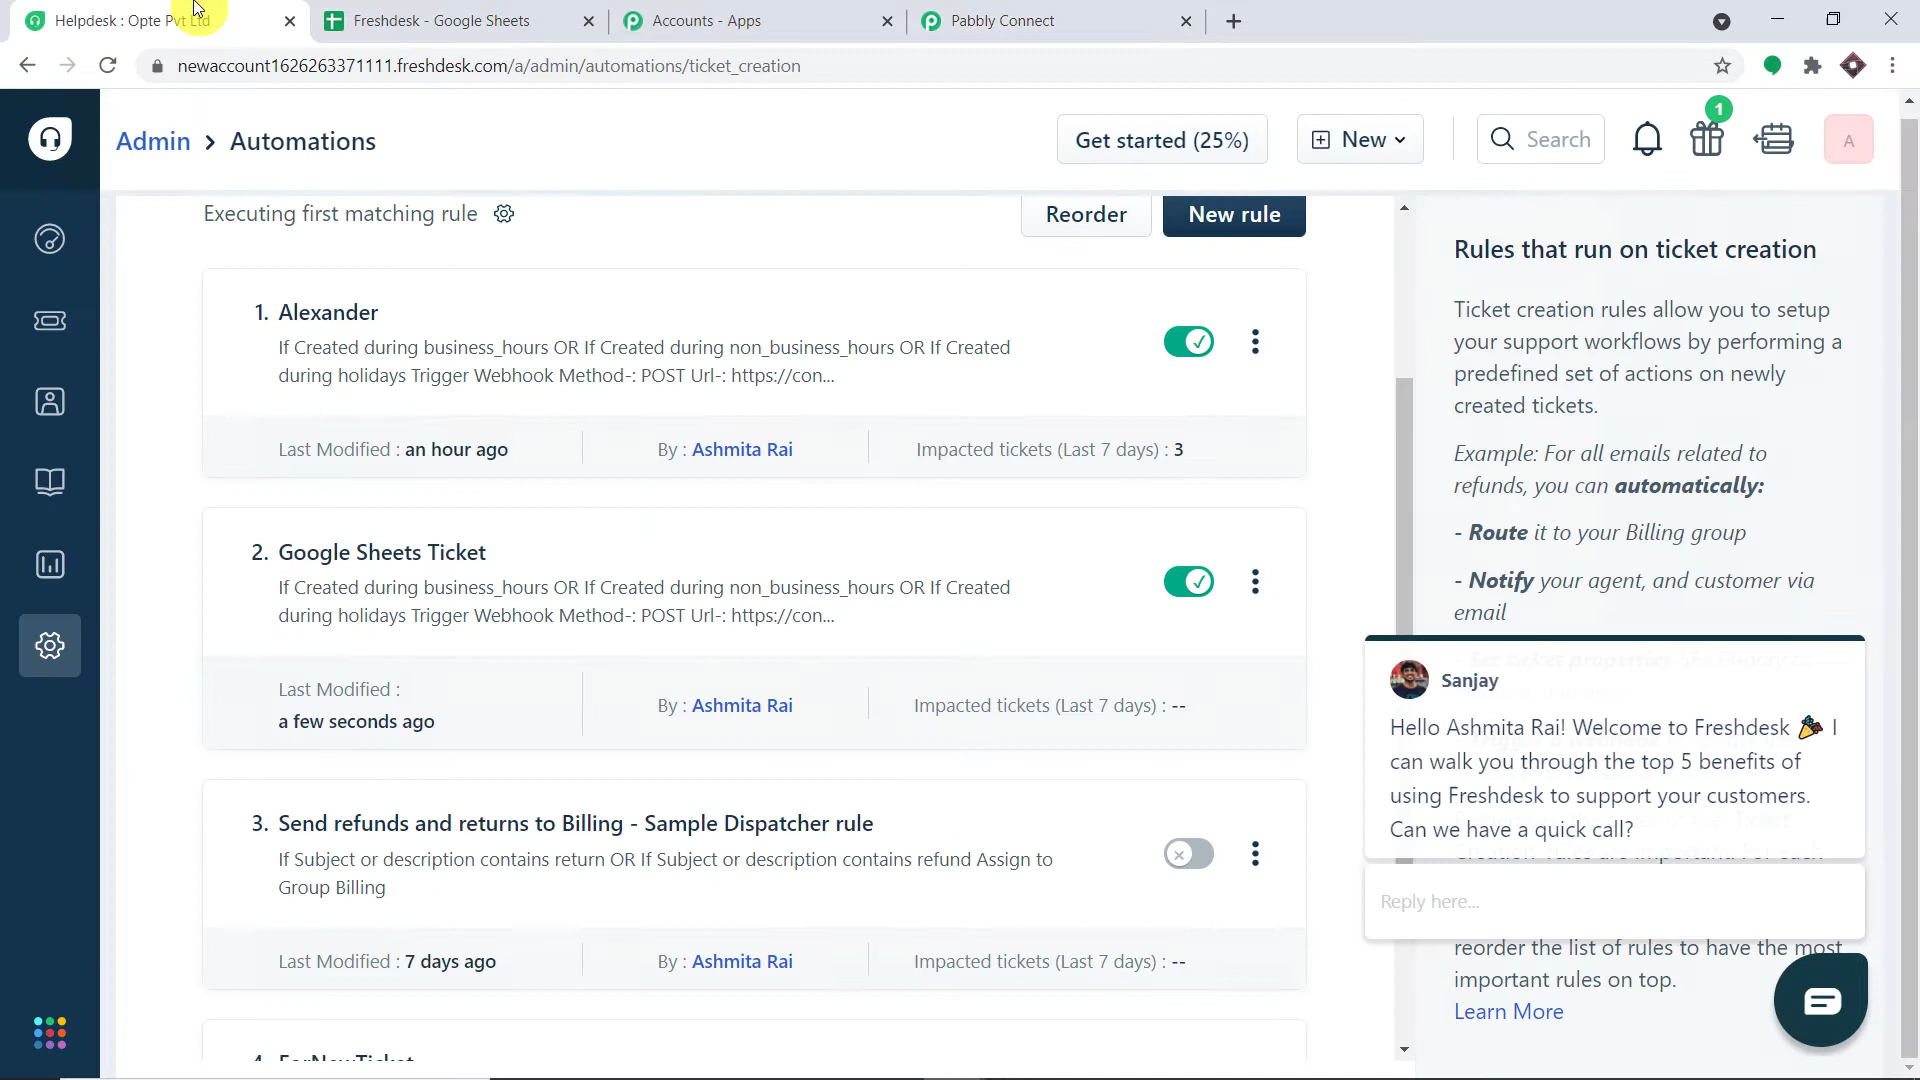 Helpdesk : Opte Pvt Ltd
Freshdesk - Google Sheets
Accounts - Apps
Pabbly Connect
newaccount1626263371111.freshdesk.com/a/admin/automations/ticket_creation
Admin > Automations
Get started (25%)
New
Search
1
A
Executing first matching rule
Reorder
New rule
1. Alexander
If Created during business_hours OR If Created during non_business_hours OR If Created
during holidays Trigger Webhook Method-: POST Url-: https://con...
Last Modified : an hour ago
By : Ashmita Rai
Impacted tickets (Last 7 days) : 3
2. Google Sheets Ticket
If Created during business_hours OR If Created during non_business_hours OR If Created
during holidays Trigger Webhook Method-: POST Url-: https://con...
Last Modified :
a few seconds ago
By : Ashmita Rai
Impacted tickets (Last 7 days) : --
3. Send refunds and returns to Billing - Sample Dispatcher rule
If Subject or description contains return OR If Subject or description contains refund Assign to
Group Billing
Last Modified : 7 days ago
By : Ashmita Rai
Impacted tickets (Last 7 days) : --
4. ForNewTicket
Rules that run on ticket creation
Ticket creation rules allow you to setup
your support workflows by performing a
predefined set of actions on newly
created tickets.
Example: For all emails related to
refunds, you can automatically:
- Route it to your Billing group
- Notify your agent, and customer via
email
Sanjay
Hello Ashmita Rai! Welcome to Freshdesk 🎉 I
can walk you through the top 5 benefits of
using Freshdesk to support your customers.
Can we have a quick call?
Reply here...
reorder the list of rules to have the most
important rules on top.
Learn More